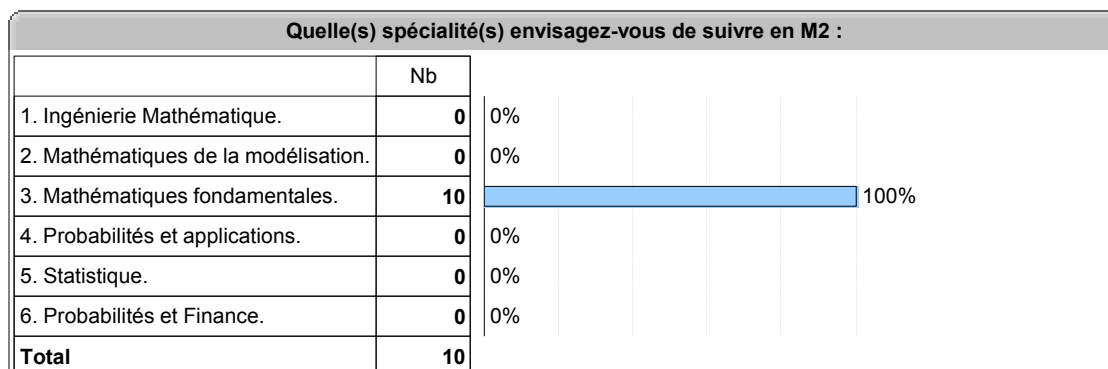 Quelle(s) spécialité(s) envisagez-vous de suivre en M2 :
Nb
1. Ingénierie Mathématique. 0 0%
2. Mathématiques de la modélisation. 0 0%
3. Mathématiques fondamentales. 10 100%
4. Probabilités et applications. 0 0%
5. Statistique. 0 0%
6. Probabilités et Finance. 0 0%
Total 10